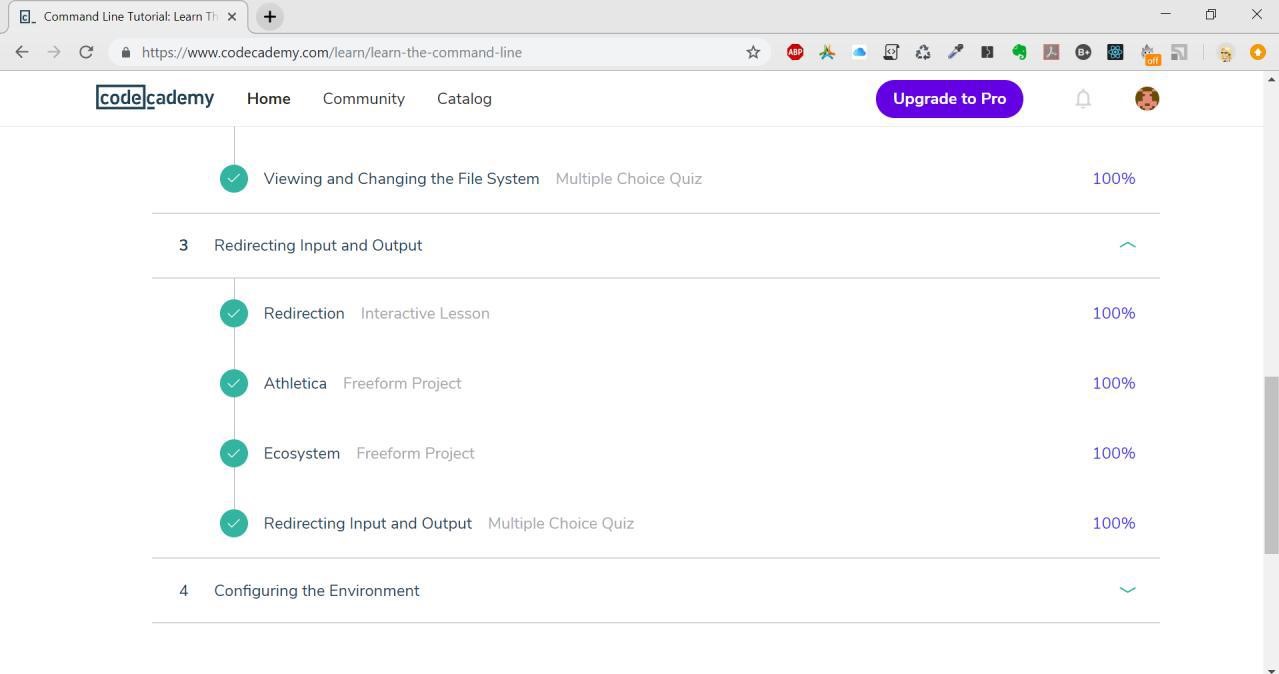 Command Line Tutorial: Learn Th
https://www.codecademy.com/learn/learn-the-command-line
ABP
B+
off
codecademy Home Community Catalog Upgrade to Pro
Viewing and Changing the File System Multiple Choice Quiz 100%
3 Redirecting Input and Output
Redirection Interactive Lesson 100%
Athletica Freeform Project 100%
Ecosystem Freeform Project 100%
Redirecting Input and Output Multiple Choice Quiz 100%
4 Configuring the Environment